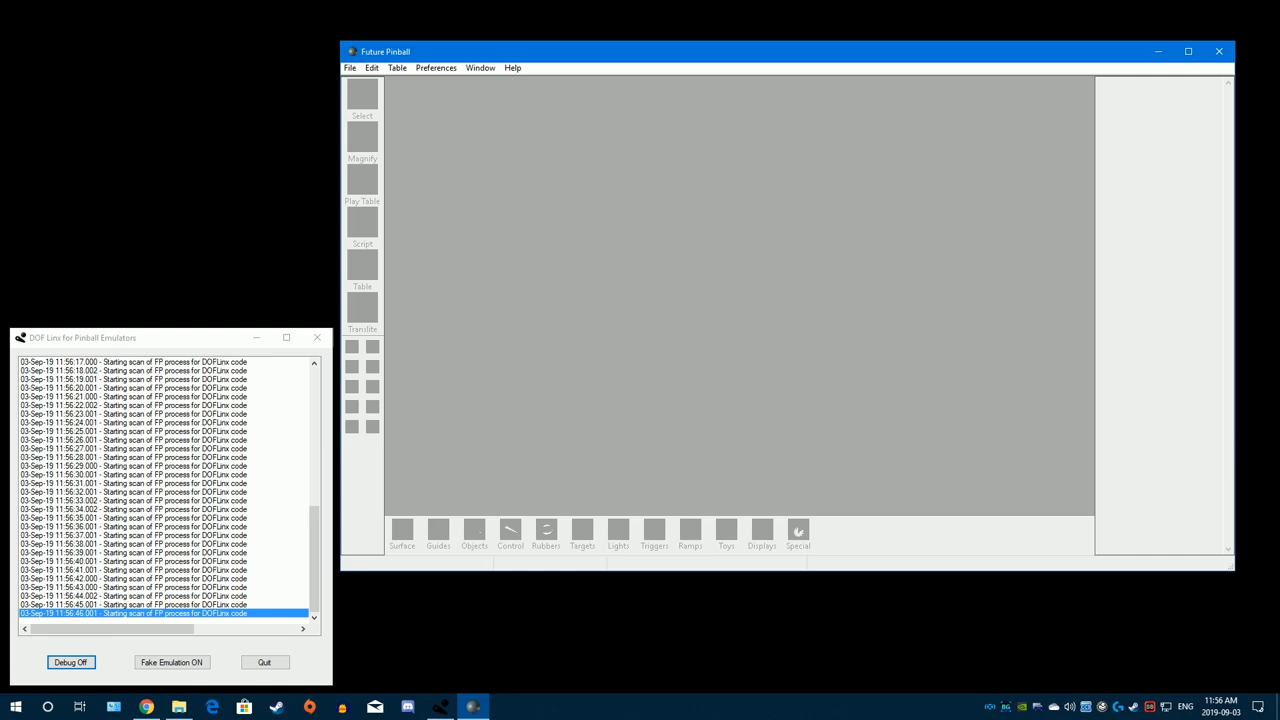 Future Pinball
File Edit Table Preferences Window Help
Select
Magnify
Play Table
Script
Table
Translite
DOF Linx for Pinball Emulators
03-Sep-19 11:56:17.000 - Starting scan of FP process for DOFLinx code
03-Sep-19 11:56:18.002 - Starting scan of FP process for DOFLinx code
03-Sep-19 11:56:19.001 - Starting scan of FP process for DOFLinx code
03-Sep-19 11:56:20.001 - Starting scan of FP process for DOFLinx code
03-Sep-19 11:56:21.000 - Starting scan of FP process for DOFLinx code
03-Sep-19 11:56:22.002 - Starting scan of FP process for DOFLinx code
03-Sep-19 11:56:23.001 - Starting scan of FP process for DOFLinx code
03-Sep-19 11:56:24.001 - Starting scan of FP process for DOFLinx code
03-Sep-19 11:56:25.001 - Starting scan of FP process for DOFLinx code
03-Sep-19 11:56:26.001 - Starting scan of FP process for DOFLinx code
03-Sep-19 11:56:27.001 - Starting scan of FP process for DOFLinx code
03-Sep-19 11:56:28.001 - Starting scan of FP process for DOFLinx code
03-Sep-19 11:56:29.000 - Starting scan of FP process for DOFLinx code
03-Sep-19 11:56:30.001 - Starting scan of FP process for DOFLinx code
03-Sep-19 11:56:31.001 - Starting scan of FP process for DOFLinx code
03-Sep-19 11:56:32.001 - Starting scan of FP process for DOFLinx code
03-Sep-19 11:56:33.002 - Starting scan of FP process for DOFLinx code
03-Sep-19 11:56:34.002 - Starting scan of FP process for DOFLinx code
03-Sep-19 11:56:35.001 - Starting scan of FP process for DOFLinx code
03-Sep-19 11:56:36.001 - Starting scan of FP process for DOFLinx code
03-Sep-19 11:56:37.001 - Starting scan of FP process for DOFLinx code
03-Sep-19 11:56:38.001 - Starting scan of FP process for DOFLinx code
03-Sep-19 11:56:39.001 - Starting scan of FP process for DOFLinx code
03-Sep-19 11:56:40.001 - Starting scan of FP process for DOFLinx code
03-Sep-19 11:56:41.001 - Starting scan of FP process for DOFLinx code
03-Sep-19 11:56:42.000 - Starting scan of FP process for DOFLinx code
03-Sep-19 11:56:43.000 - Starting scan of FP process for DOFLinx code
03-Sep-19 11:56:44.002 - Starting scan of FP process for DOFLinx code
03-Sep-19 11:56:45.001 - Starting scan of FP process for DOFLinx code
03-Sep-19 11:56:46.001 - Starting scan of FP process for DOFLinx code
Debug Off Fake Emulation ON Quit
Surface Guides Objects Control Rubbers Targets Lights Triggers Ramps Toys Displays Special
ENG
11:56 AM
2019-09-03